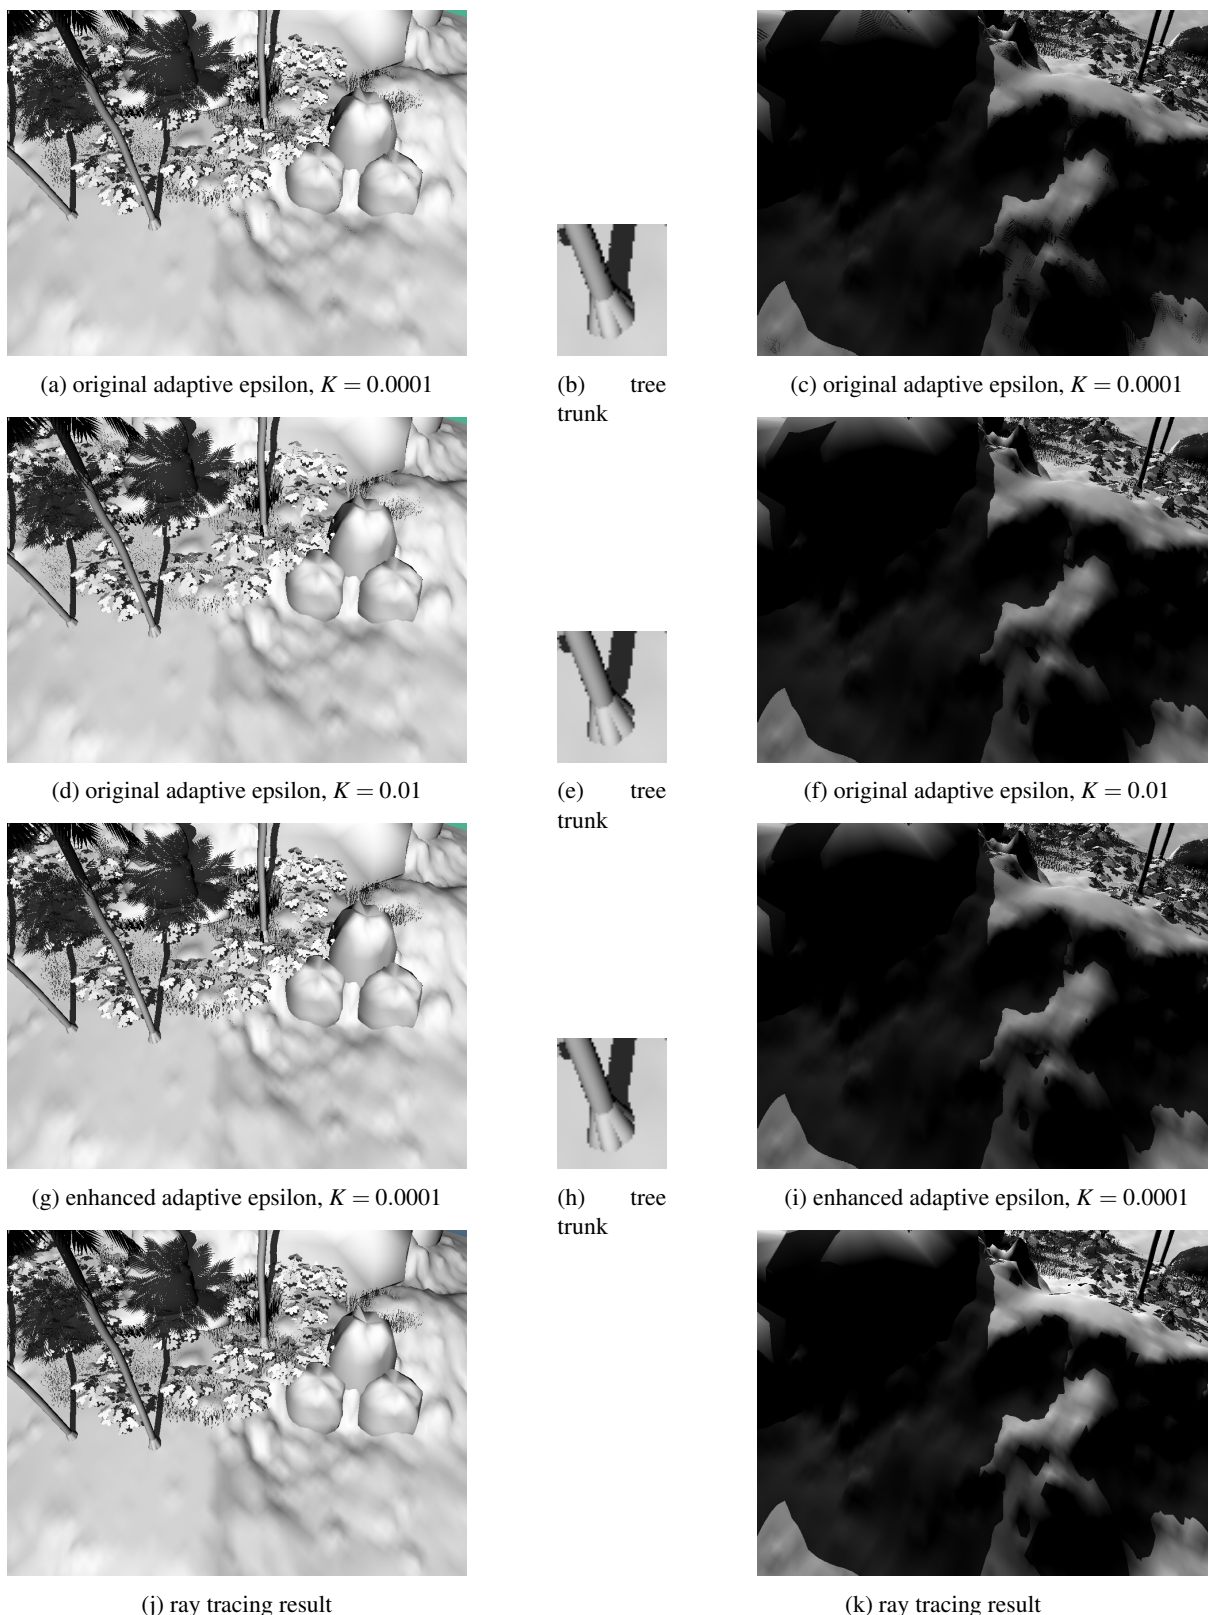 (a) original adaptive epsilon, K = 0.0001
(b) tree
trunk
(c) original adaptive epsilon, K = 0.0001
(d) original adaptive epsilon, K = 0.01
(e) tree
trunk
(f) original adaptive epsilon, K = 0.01
(g) enhanced adaptive epsilon, K = 0.0001
(h) tree
trunk
(i) enhanced adaptive epsilon, K = 0.0001
(j) ray tracing result
(k) ray tracing result